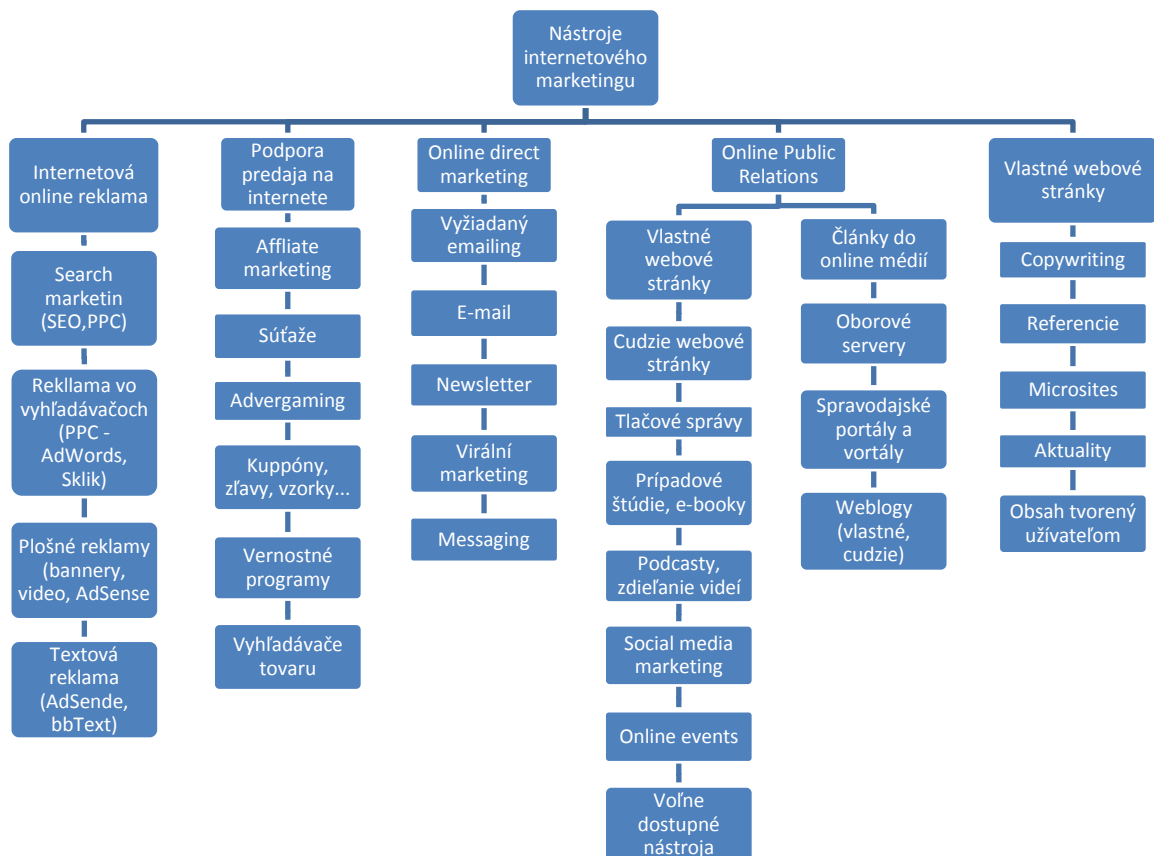 Nástroje
internetového
marketingu
Internetová
online reklama
Search
marketin
(SEO,PPC)
Rekllama vo
vyhľadávačoch
(PPC -
AdWords,
Sklik)
Plošné reklamy
(bannery,
video, AdSense
Textová
reklama
(AdSende,
bbText)
Podpora
predaja na
internete
Affliate
marketing
Súťaže
Advergaming
Kuppóny,
zľavy, vzorky...
Vernostné
programy
Vyhľadávače
tovaru
Online direct
marketing
Vyžiadaný
emailing
E-mail
Newsletter
Virální
marketing
Messaging
Online Public
Relations
Vlastné
webové
stránky
Cudzie webové
stránky
Tlačové správy
Prípadové
štúdie, e-booky
Podcasty,
zdieľanie videí
Social media
marketing
Online events
Voľne
dostupné
nástroja
Články do
online médií
Oborové
servery
Spravodajské
portály a
vortály
Weblogy
(vlastné,
cudzie)
Vlastné webové
stránky
Copywriting
Referencie
Microsites
Aktuality
Obsah tvorený
užívateľom